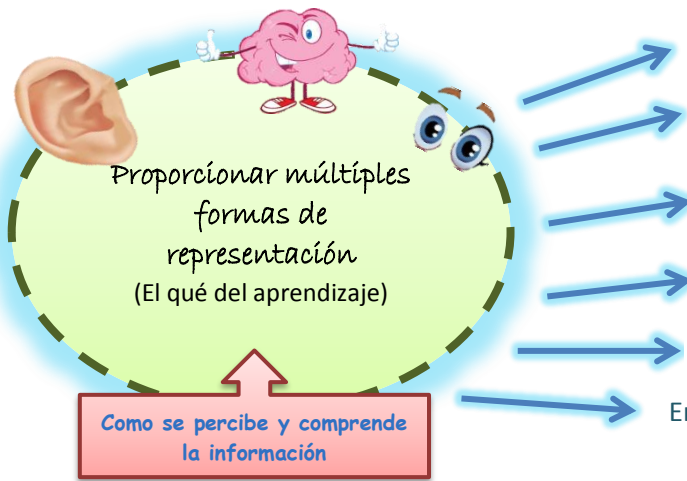 Proporcionar múltiples
formas de
representación
(El qué del aprendizaje)
Como se percibe y comprende
la información